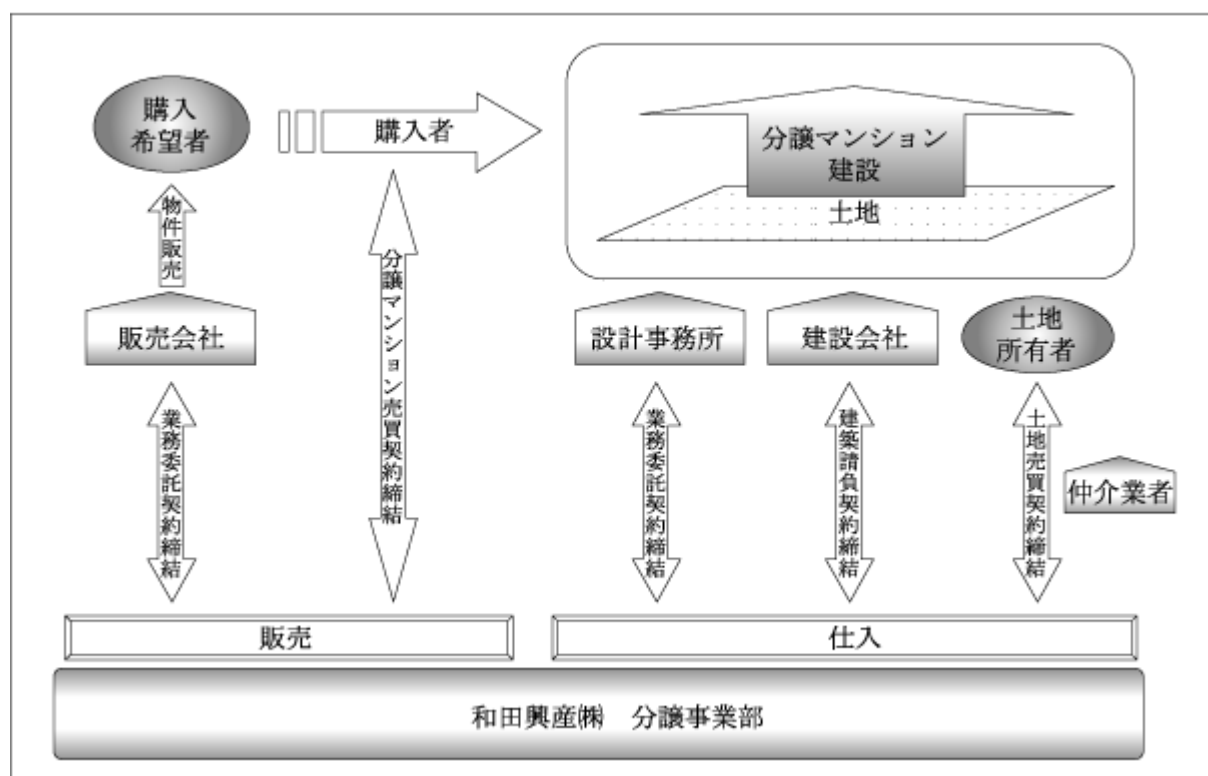 購入
希望者
購入者
分譲マンション
建設
土地
物件販売
分譲マンション売買契約締結
販売会社
設計事務所
建設会社
土地
所有者
業務委託契約締結
業務委託契約締結
建築請負契約締結
土地売買契約締結
仲介業者
販売
仕入
和田興産㈱ 分譲事業部